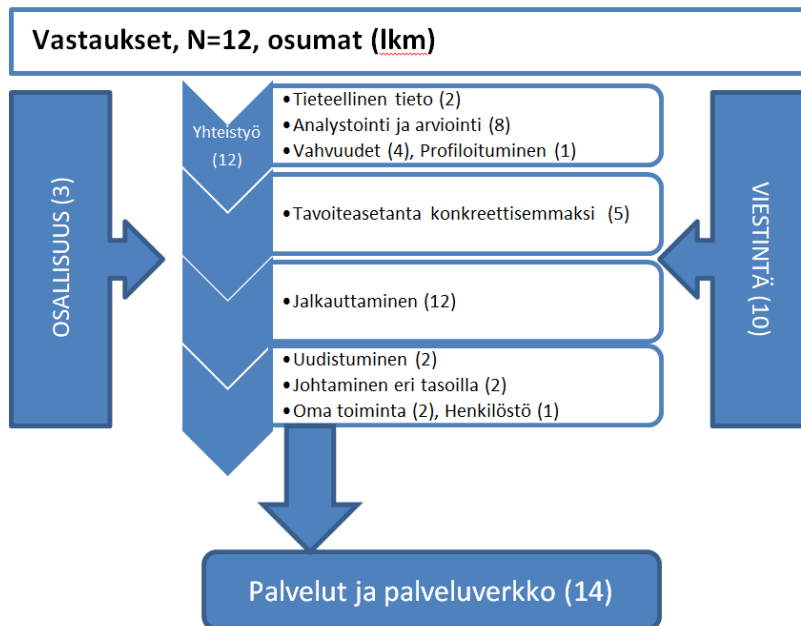 Vastaukset, N=12, osumat (lkm)
OSALLISUUS (3)
Yhteistyö
(12)
•Tieteellinen tieto (2)
•Analystointi ja arviointi (8)
•Vahvuudet (4), Profiloituminen (1)
•Tavoiteasetanta konkreettisemmaksi (5)
•Jalkauttaminen (12)
•Uudistuminen (2)
•Johtaminen eri tasoilla (2)
•Oma toiminta (2), Henkilöstö (1)
VIESTINTÄ (10)
Palvelut ja palveluverkko (14)